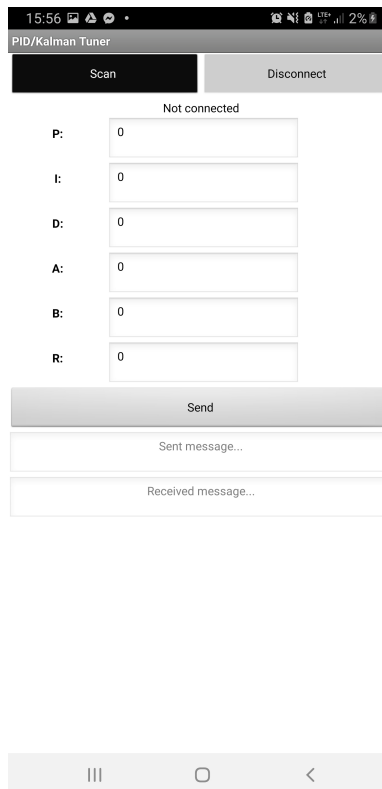 15:56 LTE+ 2%
PID/Kalman Tuner
Scan Disconnect
Not connected
P: 0
I: 0
D: 0
A: 0
B: 0
R: 0
Send
Sent message...
Received message...